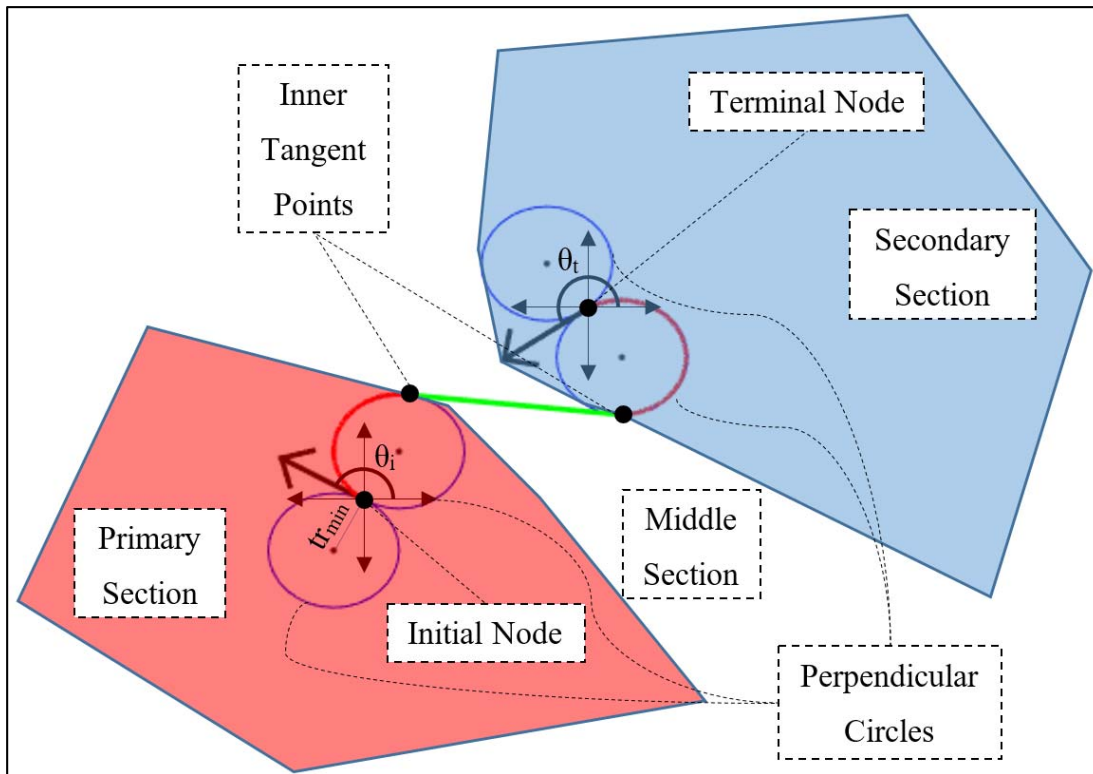 Inner
Tangent
Points
Terminal Node
Secondary
Section
θt
θi
trmin
Primary
Section
Middle
Section
Initial Node
Perpendicular
Circles